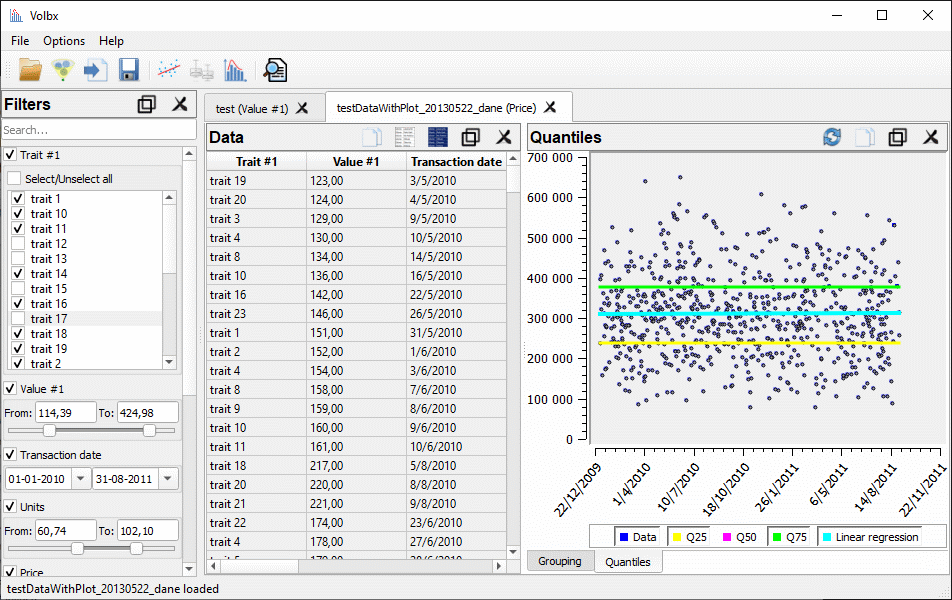 Volbx
File Options Help
Filters
Search...
Trait #1
Select/Unselect all
trait 1
trait 10
trait 11
trait 12
trait 13
trait 14
trait 15
trait 16
trait 17
trait 18
trait 19
trait 2
Value #1
From: 114,39 To: 424,98
Transaction date
01-01-2010 31-08-2011
Units
From: 60,74 To: 102,10
Price
test (Value #1) testDataWithPlot_20130522_dane (Price)
Data
Trait #1 Value #1 Transaction date
trait 19 123,00 3/5/2010
trait 20 124,00 4/5/2010
trait 3 129,00 9/5/2010
trait 4 130,00 10/5/2010
trait 8 134,00 14/5/2010
trait 10 136,00 16/5/2010
trait 16 142,00 22/5/2010
trait 23 146,00 26/5/2010
trait 1 151,00 31/5/2010
trait 2 152,00 1/6/2010
trait 4 154,00 3/6/2010
trait 8 158,00 7/6/2010
trait 9 159,00 8/6/2010
trait 10 160,00 9/6/2010
trait 11 161,00 10/6/2010
trait 18 217,00 5/8/2010
trait 20 220,00 8/8/2010
trait 21 221,00 9/8/2010
trait 22 174,00 23/6/2010
trait 4 178,00 27/6/2010
Quantiles
700 000
600 000
500 000
400 000
300 000
200 000
100 000
0
22/12/2009 1/4/2010 10/7/2010 18/10/2010 26/1/2011 6/5/2011 14/8/2011 22/11/2011
Data Q25 Q50 Q75 Linear regression
Grouping Quantiles
testDataWithPlot_20130522_dane loaded